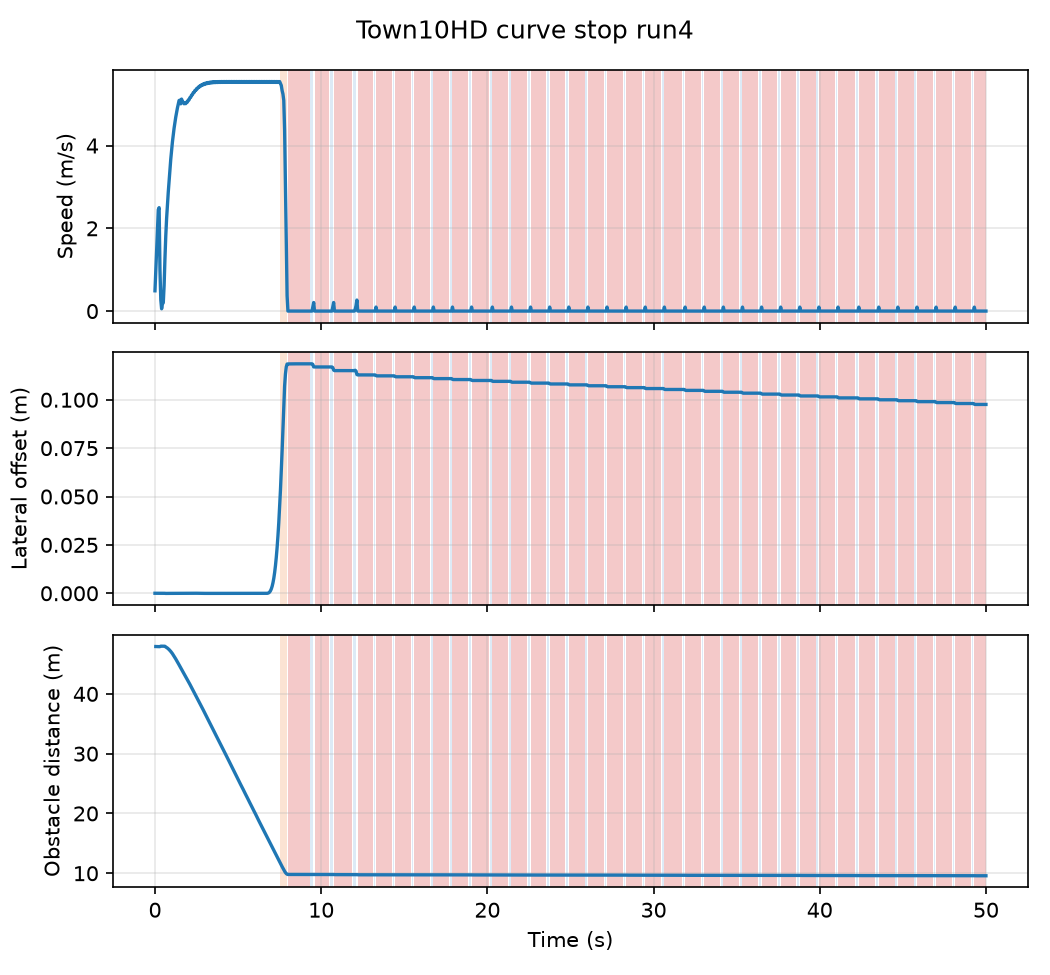 Town10HD curve stop run4
Speed (m/s)
4
2
0
Lateral offset (m)
0.100
0.075
0.050
0.025
0.000
Obstacle distance (m)
40
30
20
10
0 10 20 30 40 50
Time (s)